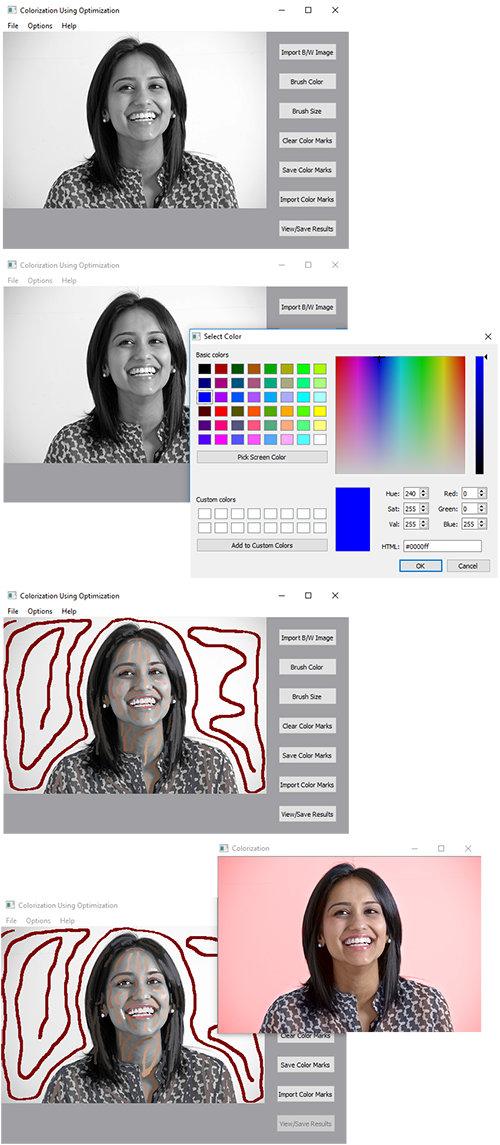 Colorization Using Optimization
File Options Help
Import B/W Image
Brush Color
Brush Size
Clear Color Marks
Save Color Marks
Import Color Marks
View/Save Results
Colorization Using Optimization
File Options Help
Import B/W Image
Select Color
Basic colors
Pick Screen Color
Custom colors
Add to Custom Colors
Hue: 240 Red: 0
Sat: 255 Green: 0
Val: 255 Blue: 255
HTML: #0000ff
OK Cancel
Colorization Using Optimization
File Options Help
Import B/W Image
Brush Color
Brush Size
Clear Color Marks
Save Color Marks
Import Color Marks
View/Save Results
Colorization
Colorization Using Optimization
File Options Help
Clear Color Marks
Save Color Marks
Import Color Marks
View/Save Results